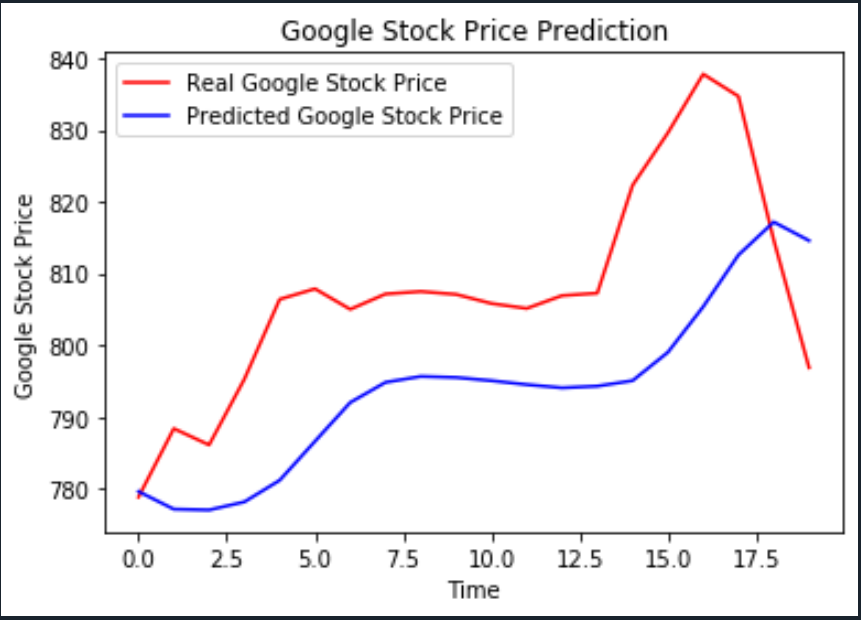 Google Stock Price Prediction
Real Google Stock Price
Predicted Google Stock Price
840
830
820
810
800
790
780
Google Stock Price
0.0 2.5 5.0 7.5 10.0 12.5 15.0 17.5
Time